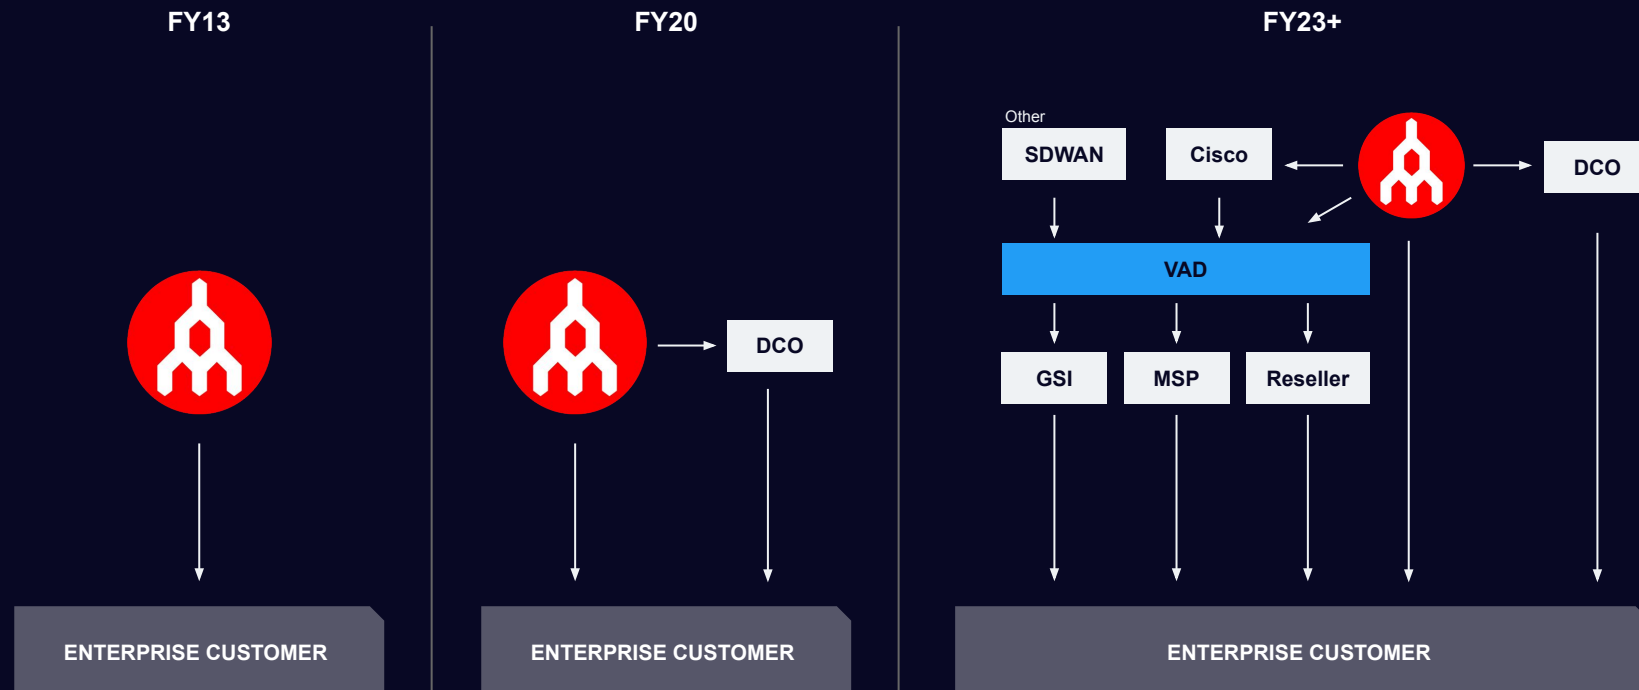 FY13
FY20
FY23+
Other
SDWAN
Cisco
DCO
VAD
DCO
GSI
MSP
Reseller
ENTERPRISE CUSTOMER
ENTERPRISE CUSTOMER
ENTERPRISE CUSTOMER